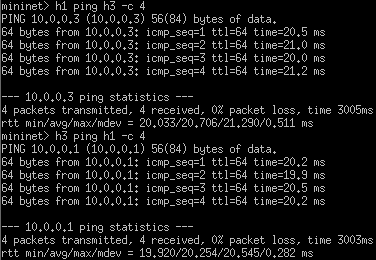 mininet> h1 ping h3 -c 4
PING 10.0.0.3 (10.0.0.3) 56(84) bytes of data.
64 bytes from 10.0.0.3: icmp_seq=1 ttl=64 time=20.5 ms
64 bytes from 10.0.0.3: icmp_seq=2 ttl=64 time=21.0 ms
64 bytes from 10.0.0.3: icmp_seq=3 ttl=64 time=20.0 ms
64 bytes from 10.0.0.3: icmp_seq=4 ttl=64 time=21.2 ms
--- 10.0.0.3 ping statistics ---
4 packets transmitted, 4 received, 0% packet loss, time 3005ms
rtt min/avg/max/mdev = 20.033/20.706/21.290/0.511 ms
mininet> h3 ping h1 -c 4
PING 10.0.0.1 (10.0.0.1) 56(84) bytes of data.
64 bytes from 10.0.0.1: icmp_seq=1 ttl=64 time=20.2 ms
64 bytes from 10.0.0.1: icmp_seq=2 ttl=64 time=19.9 ms
64 bytes from 10.0.0.1: icmp_seq=3 ttl=64 time=20.5 ms
64 bytes from 10.0.0.1: icmp_seq=4 ttl=64 time=20.2 ms
--- 10.0.0.1 ping statistics ---
4 packets transmitted, 4 received, 0% packet loss, time 3003ms
rtt min/avg/max/mdev = 19.920/20.254/20.545/0.282 ms